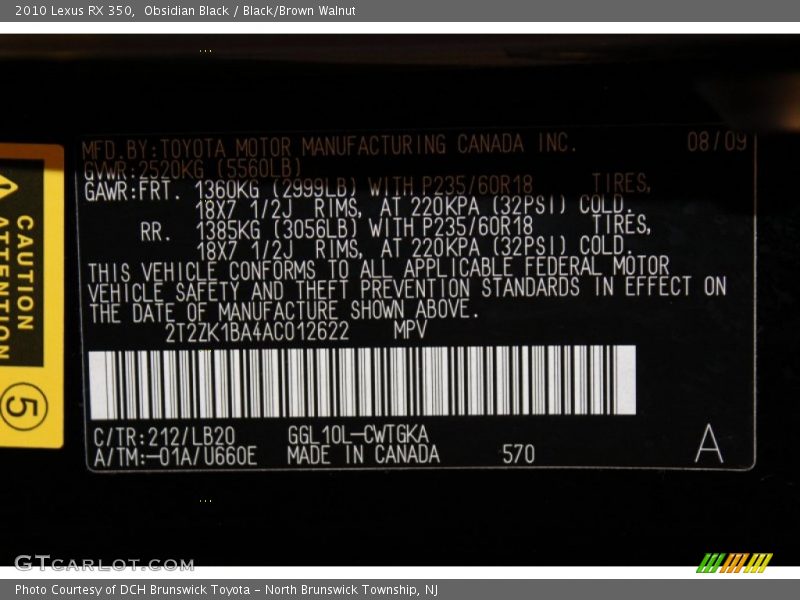 2010 Lexus RX 350,  Obsidian Black / Black/Brown Walnut
MFD.BY:TOYOTA MOTOR MANUFACTURING CANADA INC. 08/09
GVWR:2520KG (5560LB)
GAWR:FRT. 1360KG (2999LB) WITH P235/60R18 TIRES,
18X7 1/2J RIMS, AT 220KPA (32PSI) COLD.
RR. 1385KG (3056LB) WITH P235/60R18 TIRES,
18X7 1/2J RIMS, AT 220KPA (32PSI) COLD.
THIS VEHICLE CONFORMS TO ALL APPLICABLE FEDERAL MOTOR
VEHICLE SAFETY AND THEFT PREVENTION STANDARDS IN EFFECT ON
THE DATE OF MANUFACTURE SHOWN ABOVE.
2T2ZK1BA4AC012622 MPV
C/TR:212/LB20 GGL10L-CWTGKA
A/TM:-01A/U660E MADE IN CANADA 570 A
CAUTION
ATTENTION
5
GTCARLOT.COM
Photo Courtesy of DCH Brunswick Toyota – North Brunswick Township, NJ